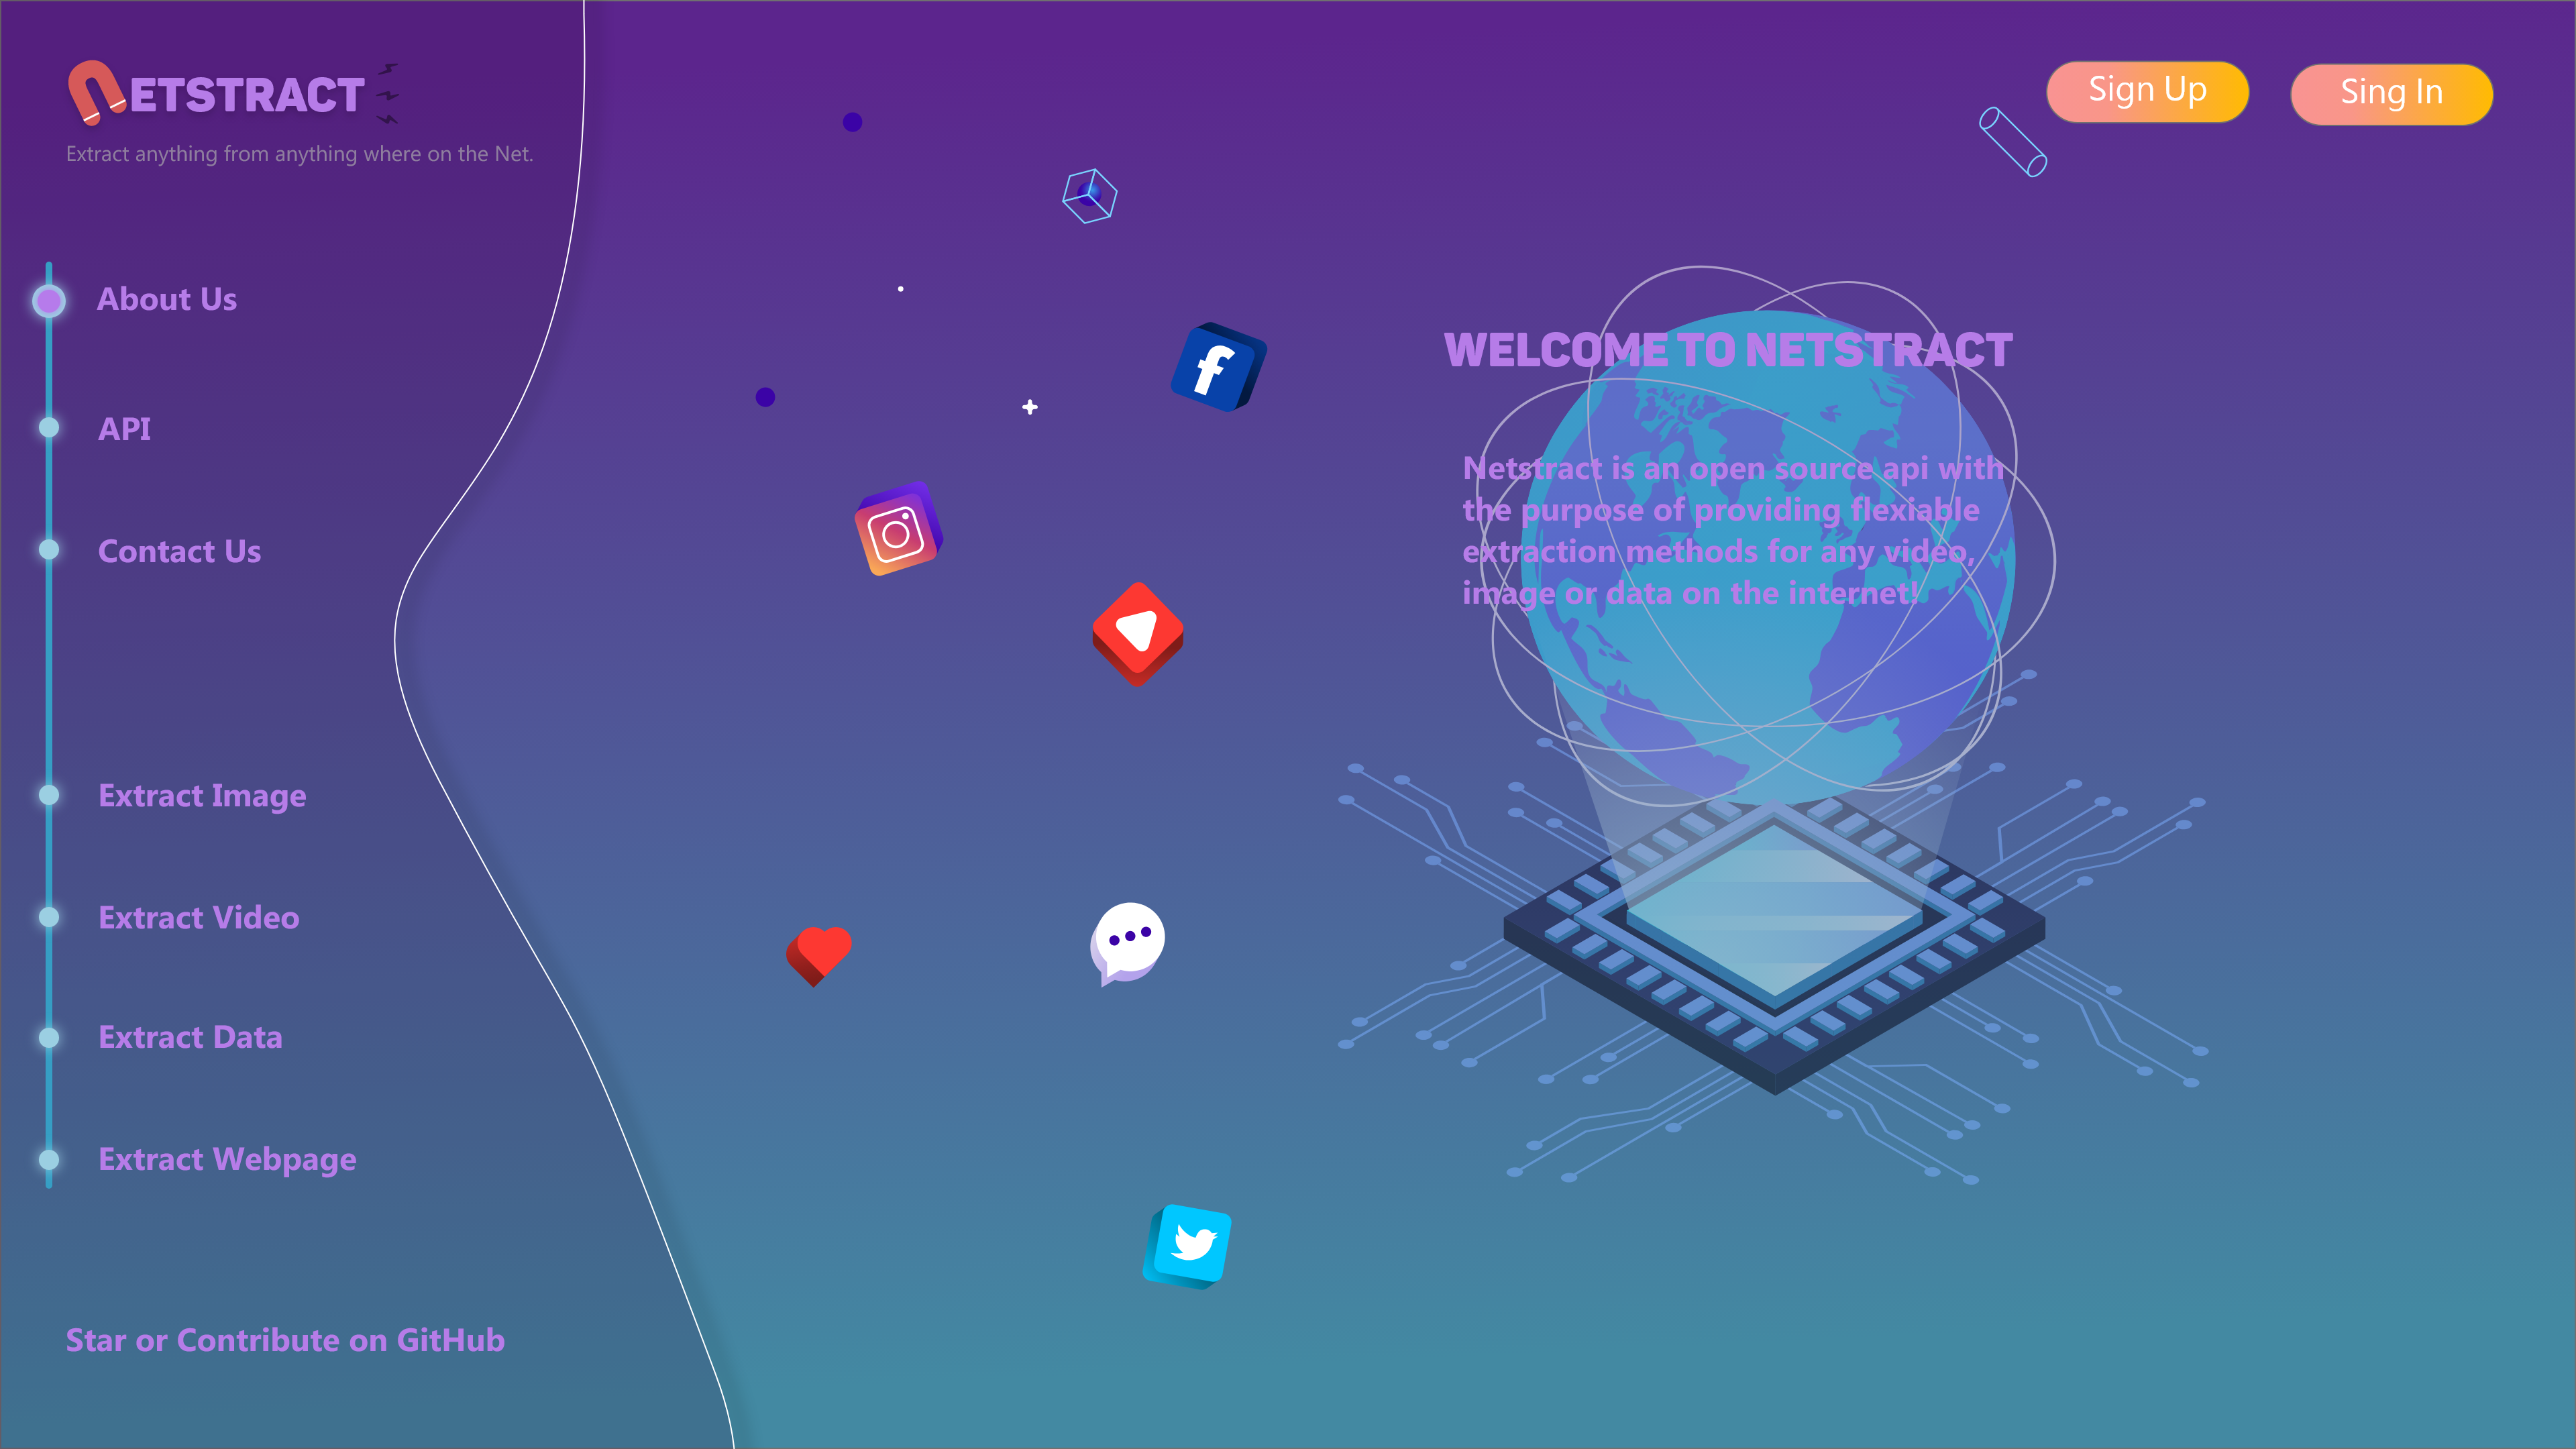 ETSTRACT
Extract anything from anything where on the Net.
Sign Up
Sing In
About Us
API
Contact Us
Extract Image
Extract Video
Extract Data
Extract Webpage
Star or Contribute on GitHub
WELCOME TO NETSTRACT
Netstract is an open source api with
the purpose of providing flexiable
extraction methods for any video,
image or data on the internet!